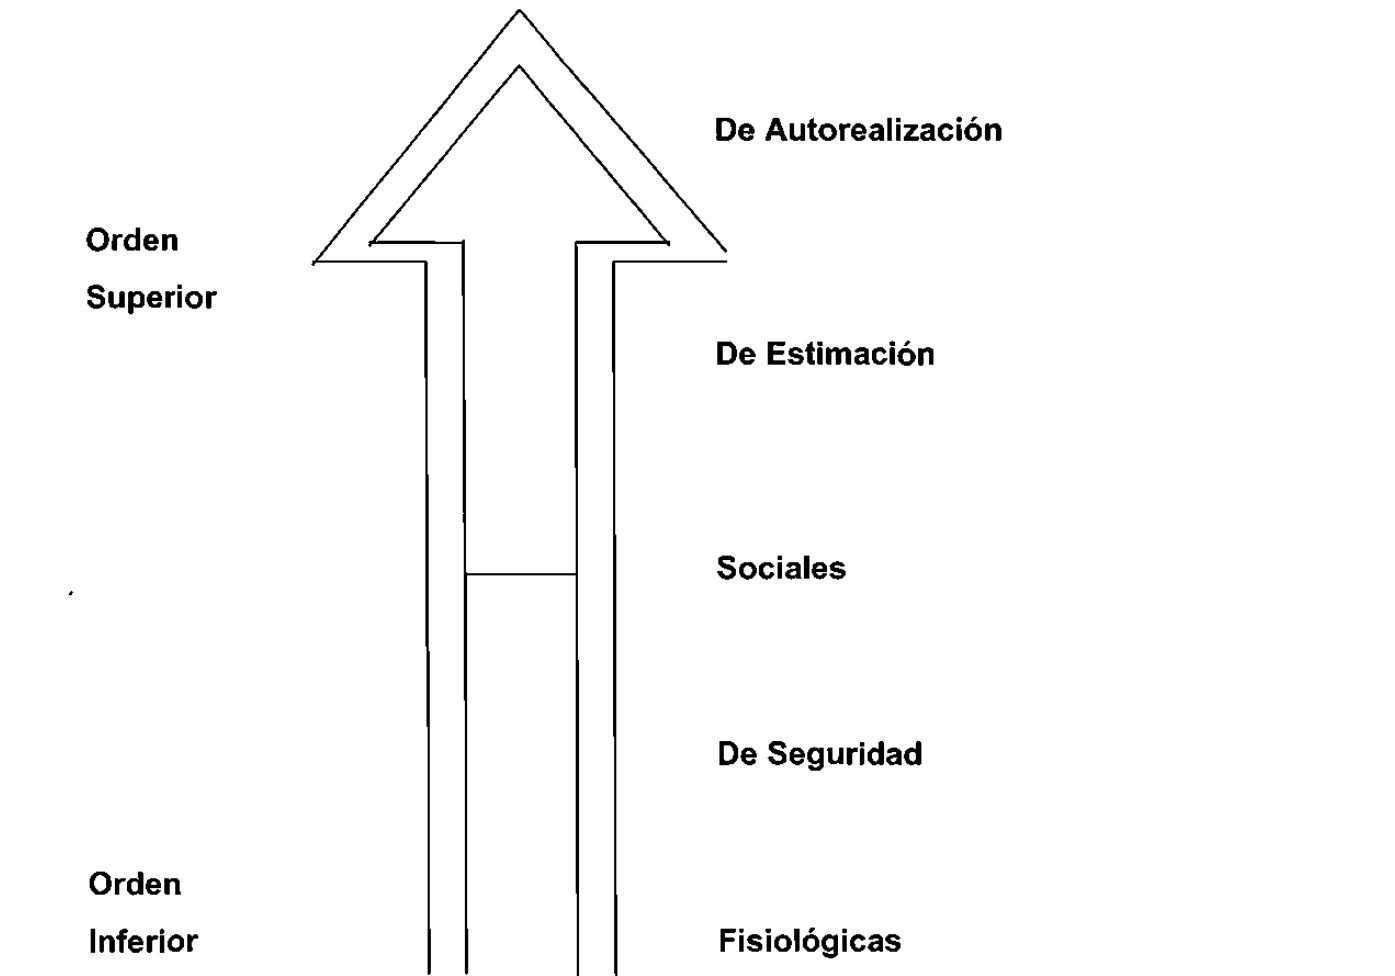 De Autorealización
Orden
Superior
De Estimación
Sociales
De Seguridad
Orden
Inferior
Fisiológicas